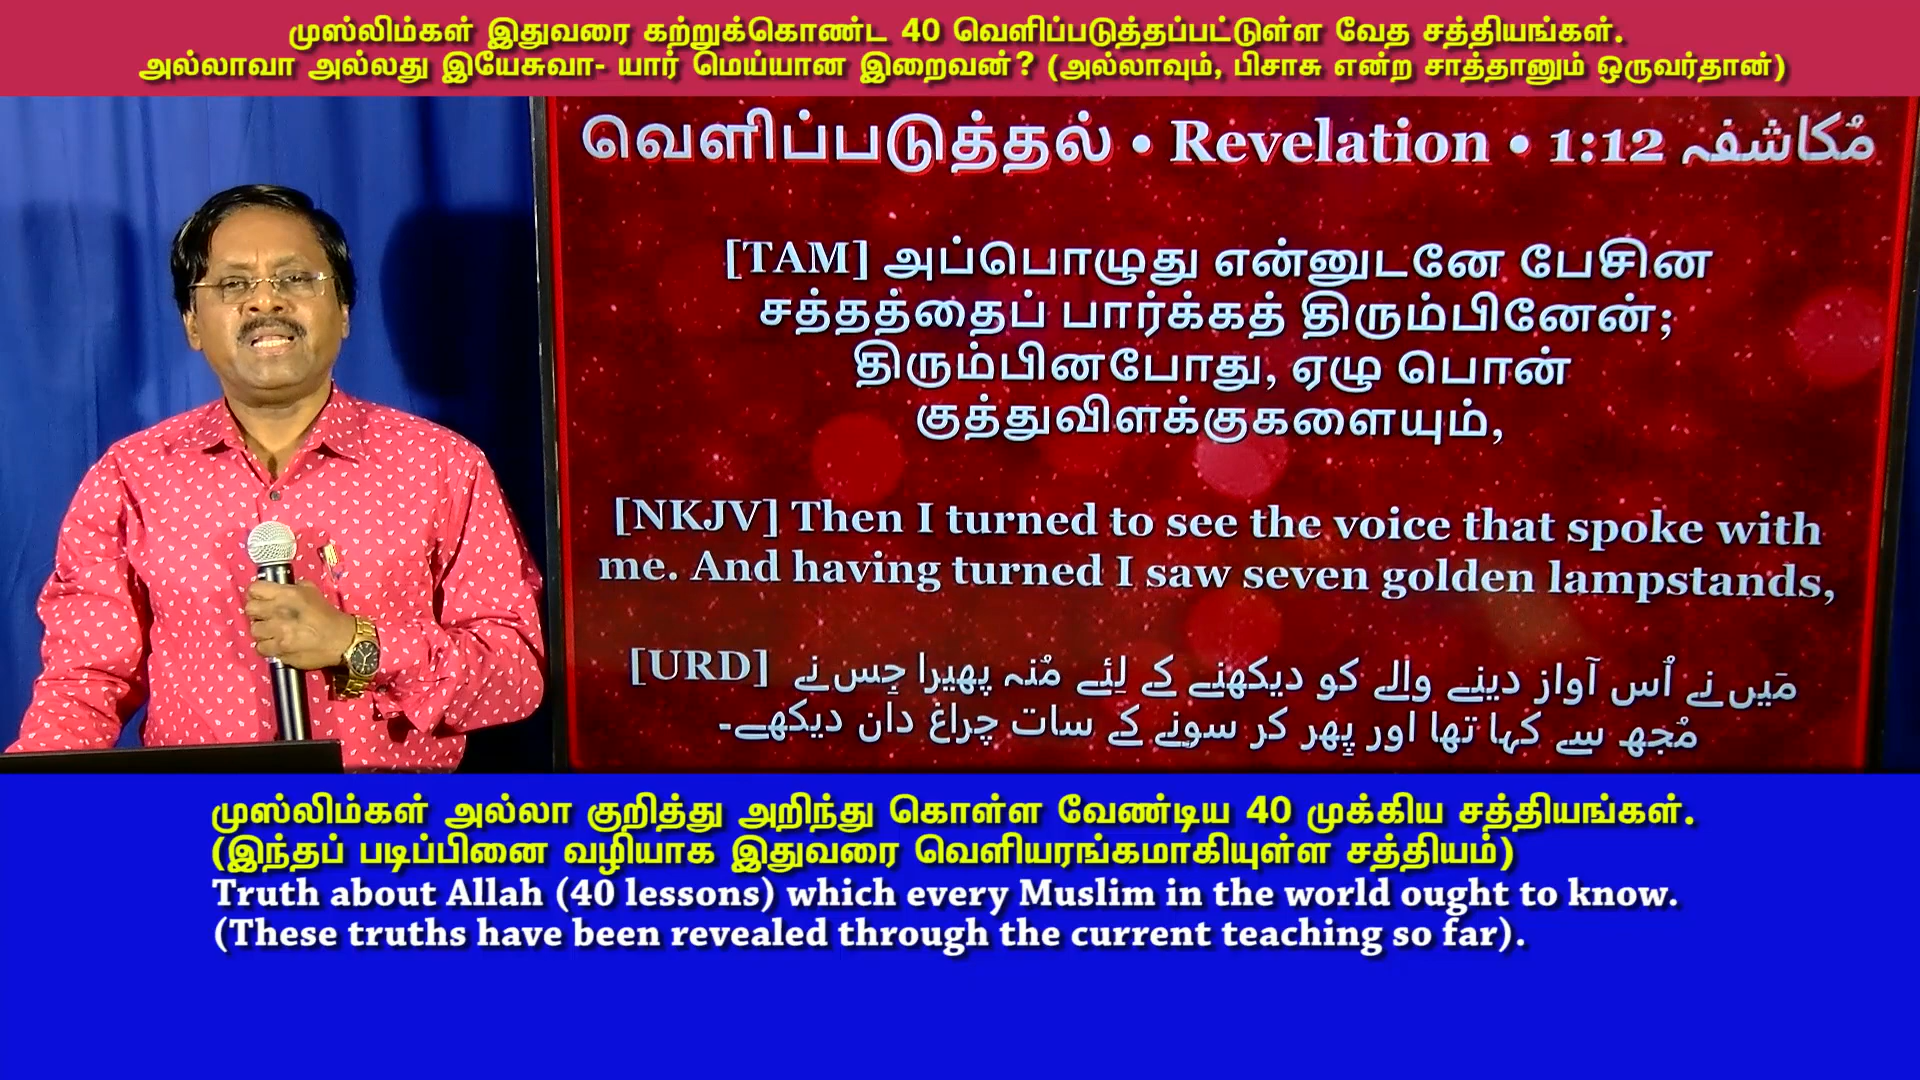 முஸ்லிம்கள் இதுவரை கற்றுக்கொண்ட 40 வெளிப்படுத்தப்பட்டுள்ள வேத சத்தியங்கள்.
அல்லாவா அல்லது இயேசுவா- யார் மெய்யான இறைவன்? (அல்லாவும், பிசாசு என்ற சாத்தானும் ஒருவர்தான்)
வெளிப்படுத்தல் • Revelation • 1:12 مُکاشفہ
[TAM] அப்பொழுது என்னுடனே பேசின
சத்தத்தைப் பார்க்கத் திரும்பினேன்;
திரும்பினபோது, ஏழு பொன்
குத்துவிளக்குகளையும்,
[NKJV] Then I turned to see the voice that spoke with
me. And having turned I saw seven golden lampstands,
[URD] مَیں نے اُس آواز دینے والے کو دیکھنے کے لِئے مُنہ پھیرا جِس نے
مُجھ سے کہا تھا اور پِھر کر سونے کے سات چراغ دان دیکھے۔
முஸ்லிம்கள் அல்லா குறித்து அறிந்து கொள்ள வேண்டிய 40 முக்கிய சத்தியங்கள்.
(இந்தப் படிப்பினை வழியாக இதுவரை வெளியரங்கமாகியுள்ள சத்தியம்)
Truth about Allah (40 lessons) which every Muslim in the world ought to know.
(These truths have been revealed through the current teaching so far).